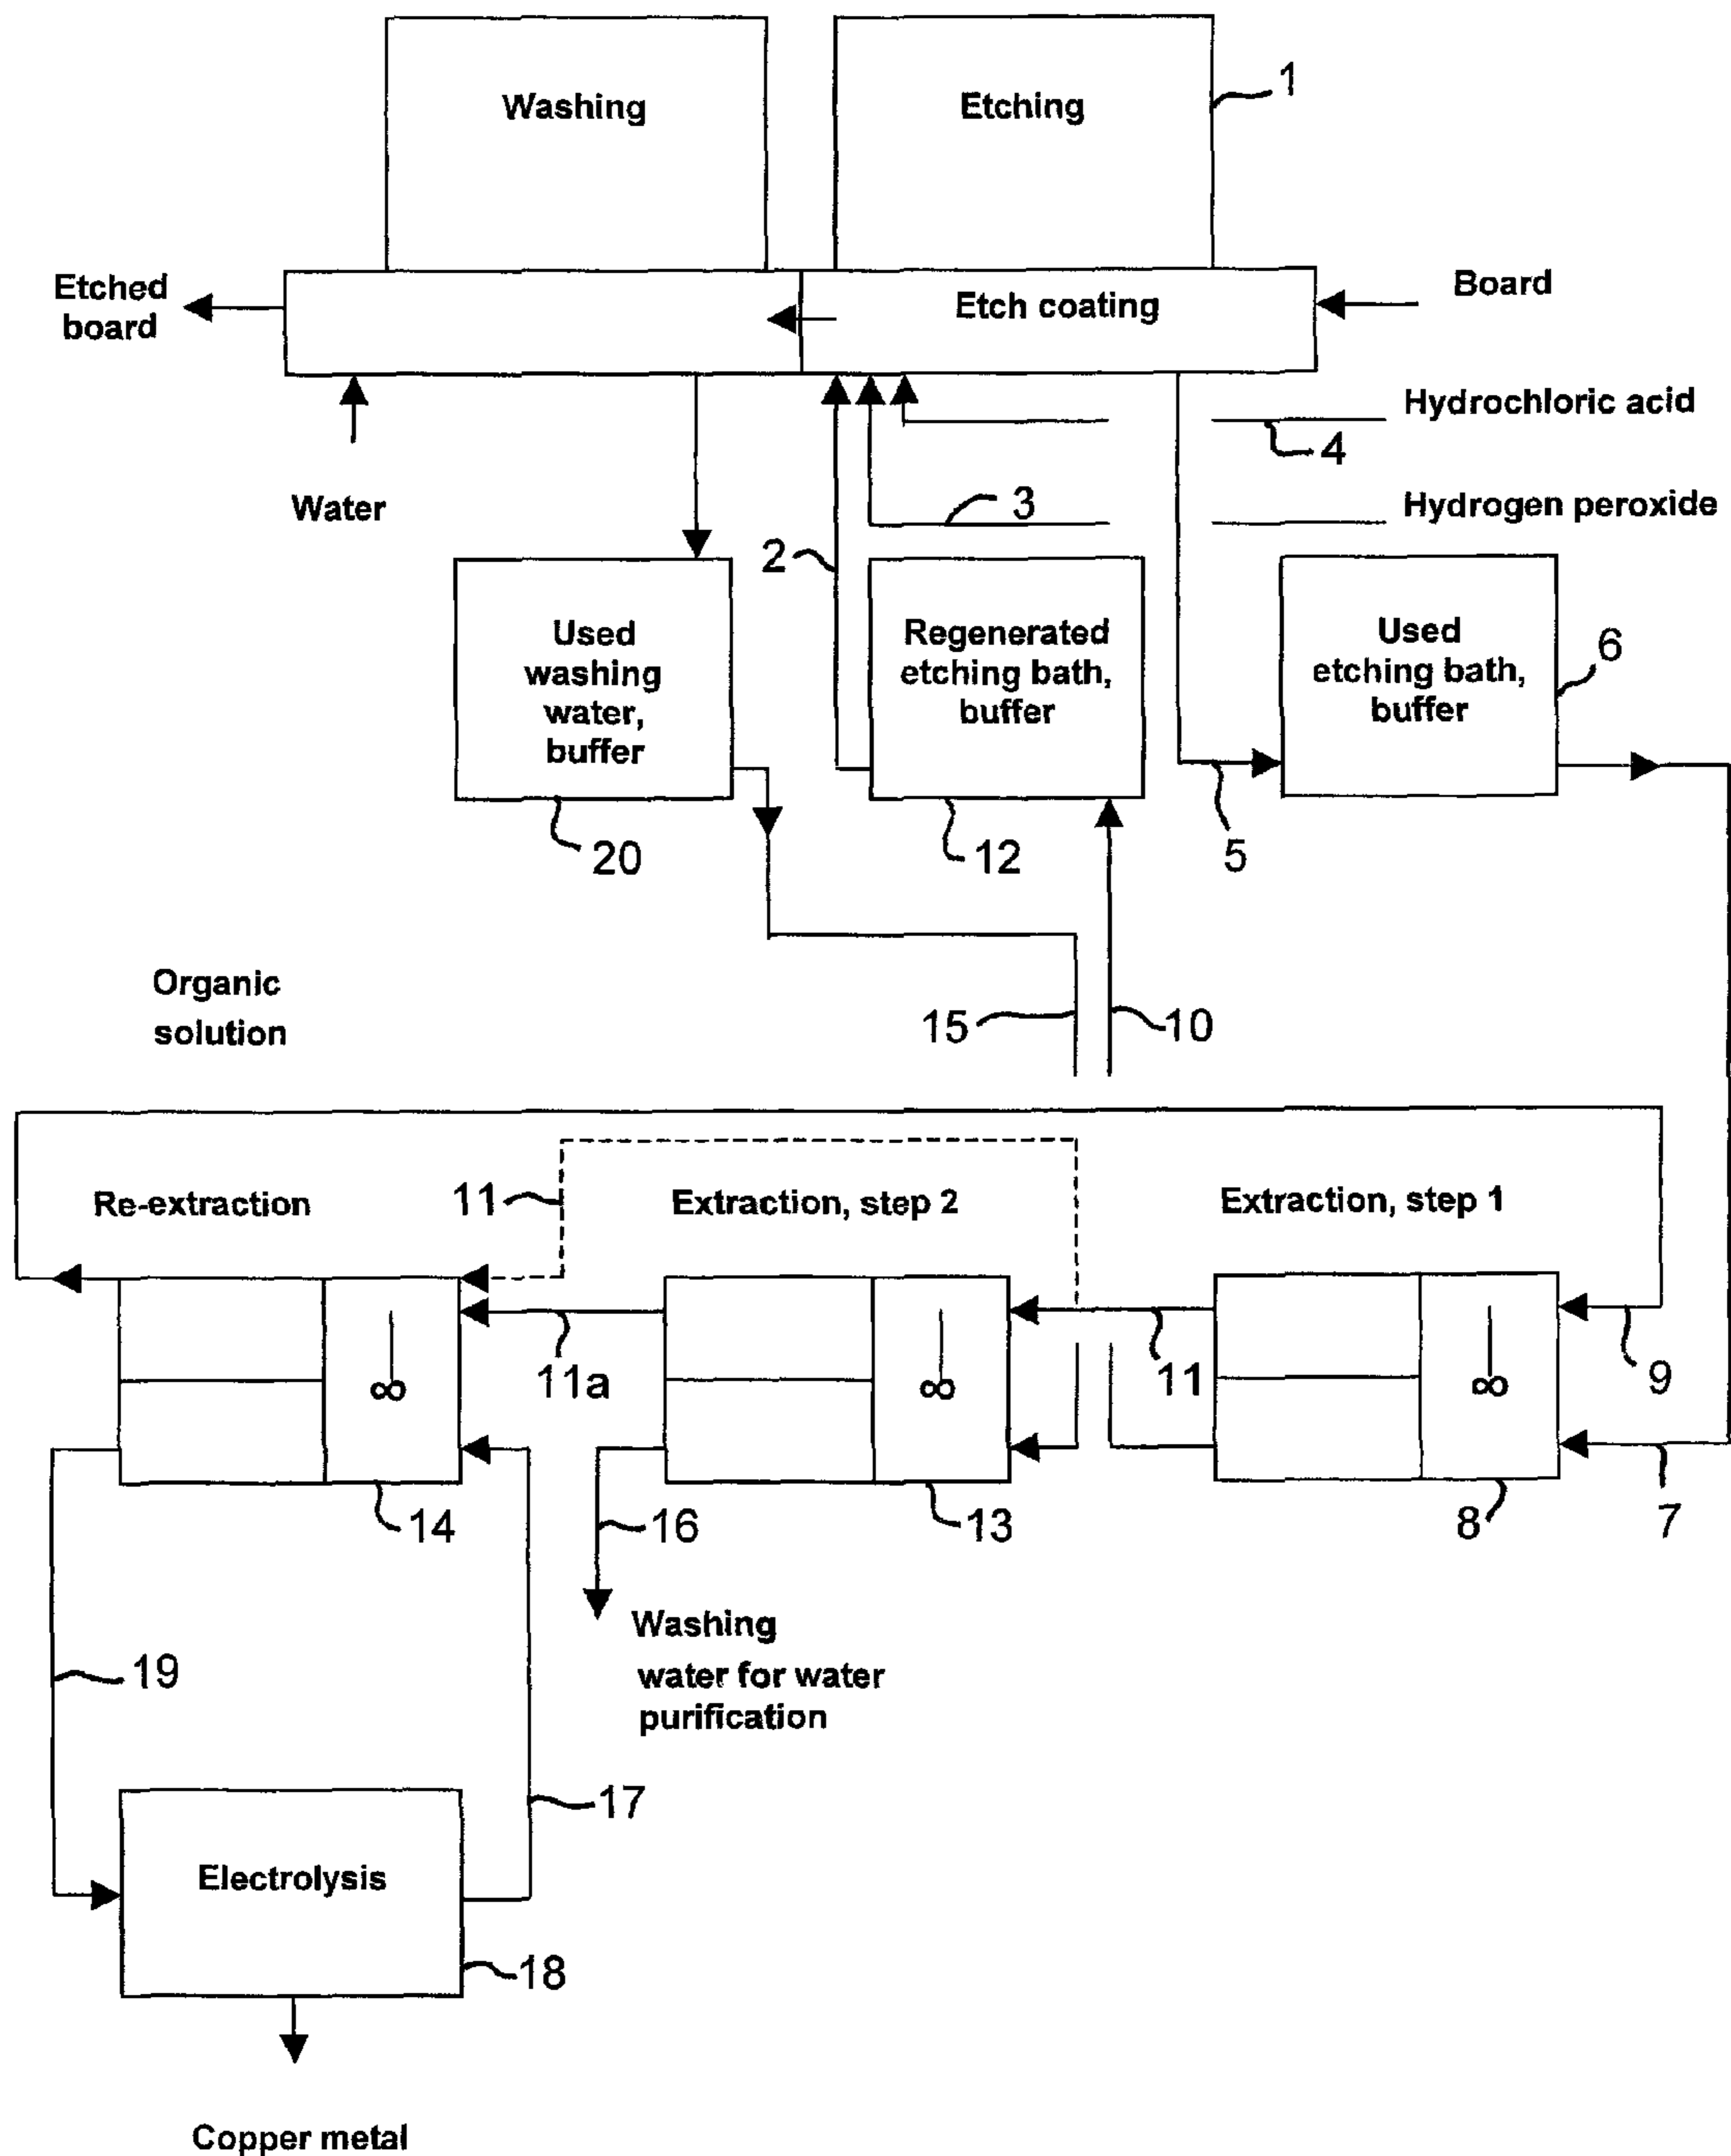 Washing
Etching
1
Etched
board
Etch coating
Board
Hydrochloric acid
4
Water
3
Hydrogen peroxide
2
Used
washing
water,
buffer
Regenerated
etching bath,
buffer
Used
etching bath,
buffer
6
20
12
5
Organic
solution
15
10
Re-extraction
11
Extraction, step 2
Extraction, step 1
∞
∞
∞
11a
11
9
14
16
13
8
7
Washing
water for water
purification
19
17
Electrolysis
18
Copper metal